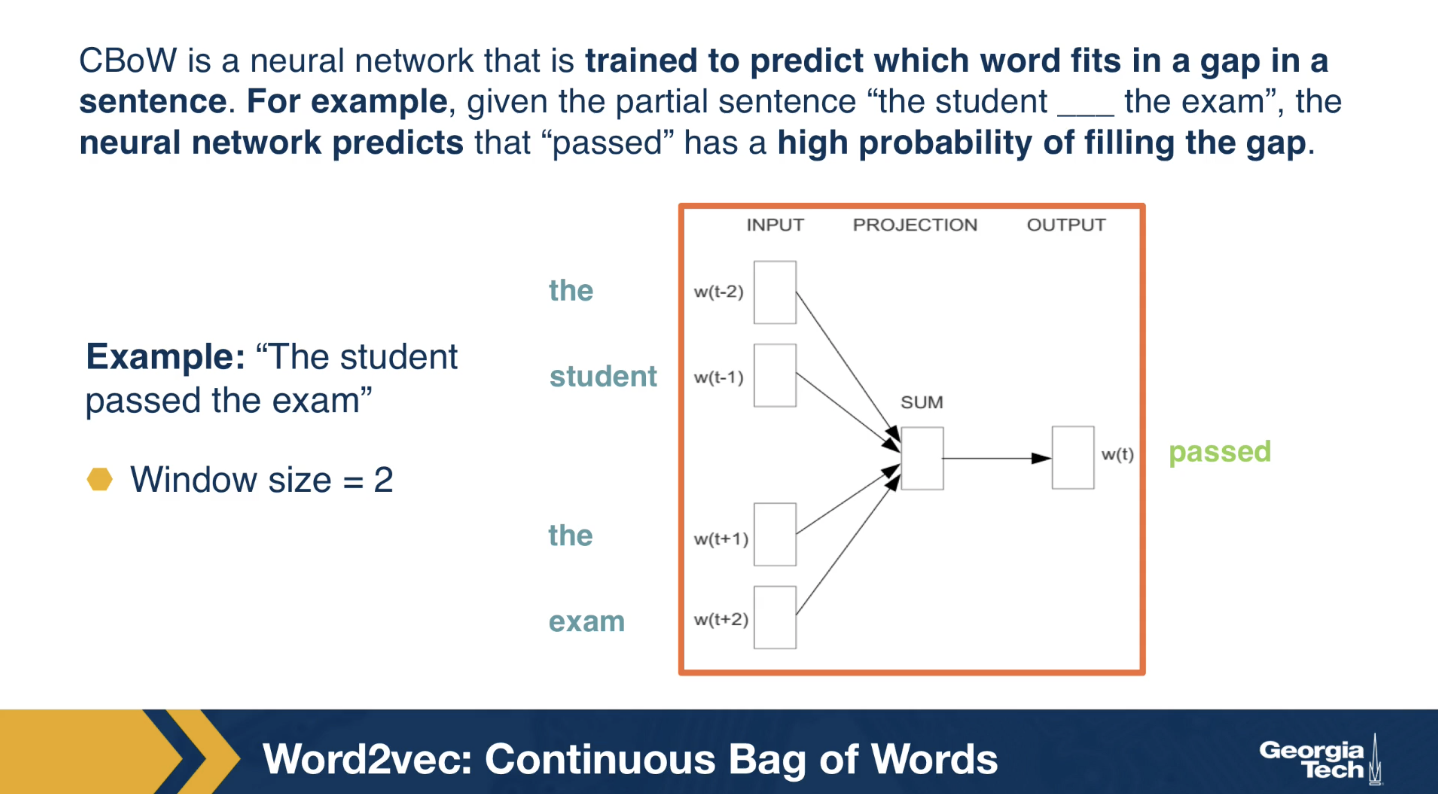 CBoW is a neural network that is trained to predict which word fits in a gap in a
sentence. For example, given the partial sentence “the student ___ the exam”, the
neural network predicts that “passed” has a high probability of filling the gap.
Example: “The student
passed the exam”
Window size = 2
INPUT PROJECTION OUTPUT
the w(t-2)
student w(t-1)
SUM
w(t) passed
the w(t+1)
exam w(t+2)
Word2vec: Continuous Bag of Words
Georgia
Tech